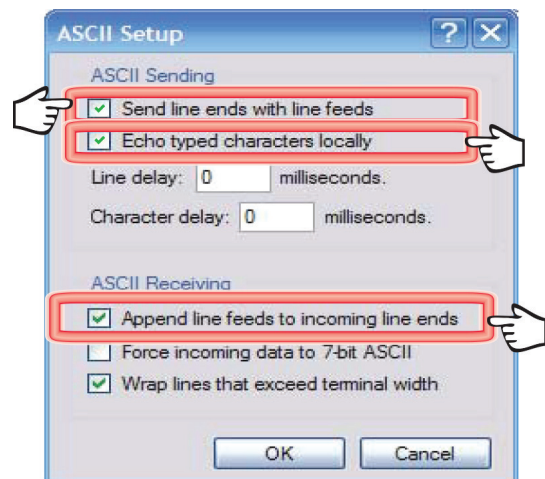 ASCII Setup
ASCII Sending
Send line ends with line feeds
Echo typed characters locally
Line delay: 0 milliseconds.
Character delay: 0 milliseconds.
ASCII Receiving
Append line feeds to incoming line ends
Force incoming data to 7-bit ASCII
Wrap lines that exceed terminal width
OK Cancel